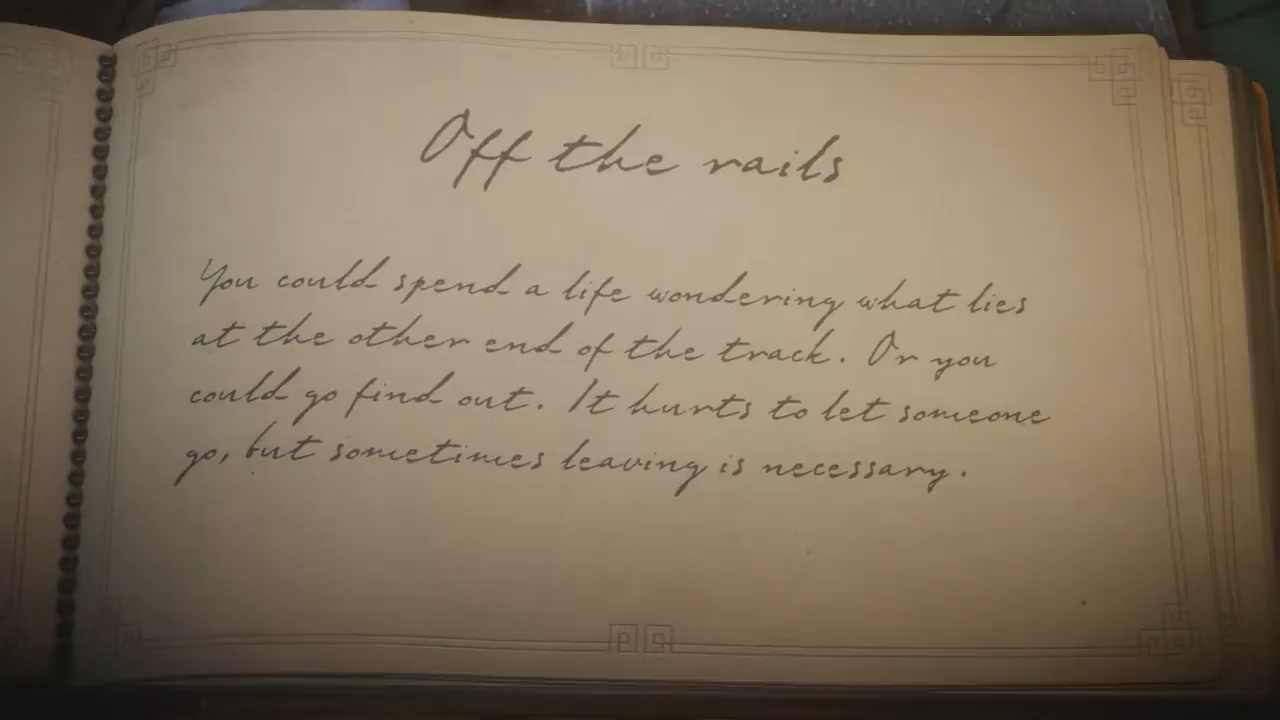 Off the rails
You could spend a life wondering what lies
at the other end of the track. Or you
could go find out. It hurts to let someone
go, but sometimes leaving is necessary.